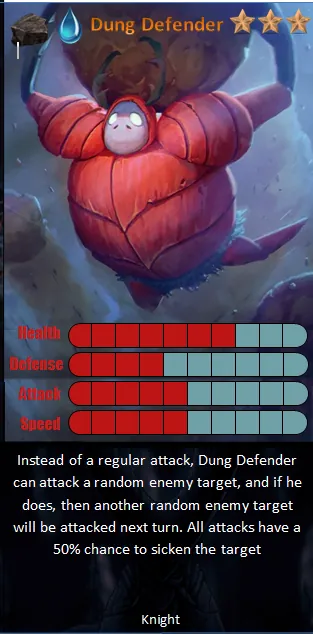 Dung Defender
Health
Defense
Attack
Speed
Instead of a regular attack, Dung Defender
can attack a random enemy target, and if he
does, then another random enemy target
will be attacked next turn. All attacks have a
50% chance to sicken the target
Knight